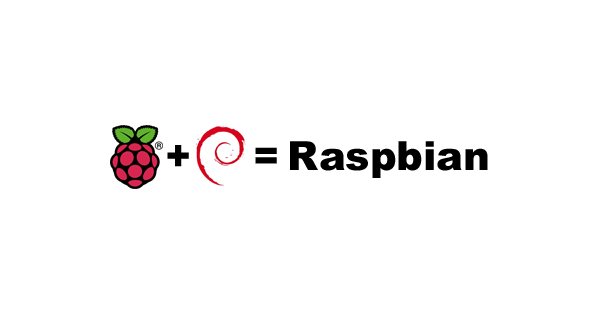 ® + = Raspbian